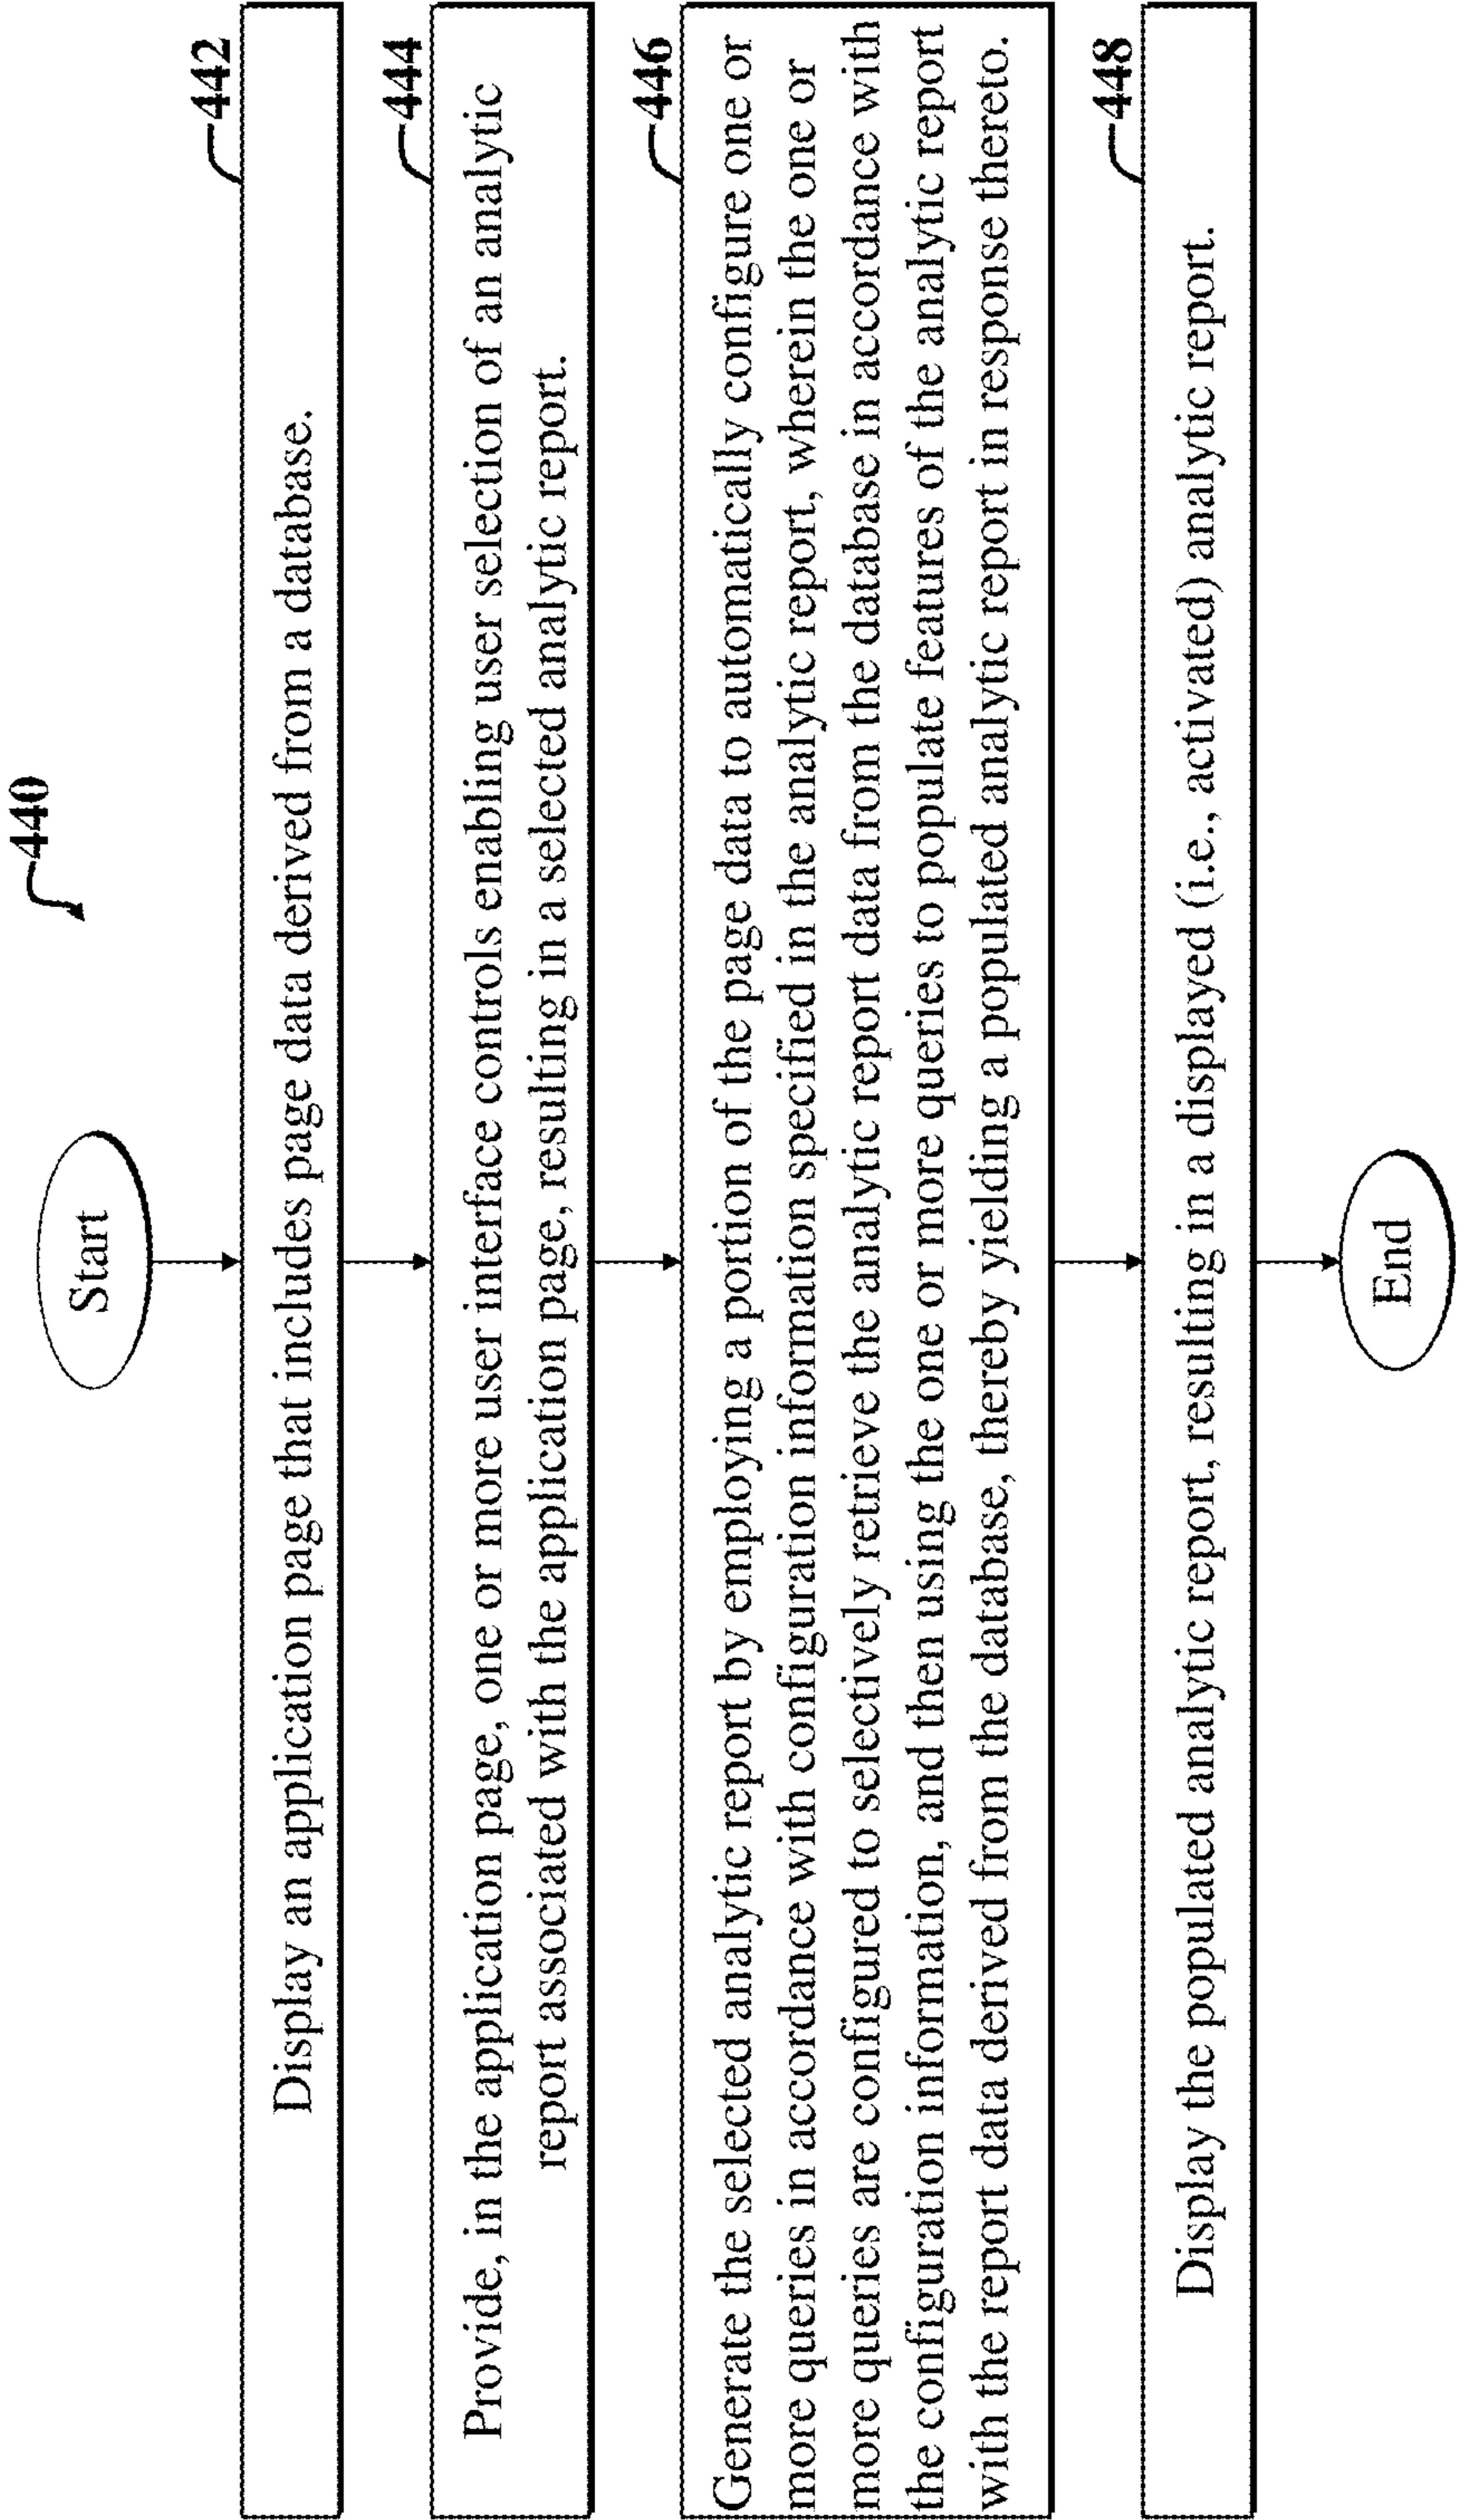 440
Start
442
Display an application page that includes page data derived from a database.
444
Provide, in the application page, one or more user interface controls enabling user selection of an analytic
report associated with the application page, resulting in a selected analytic report.
446
Generate the selected analytic report by employing a portion of the page data to automatically configure one or
more queries in accordance with configuration information specified in the analytic report, wherein the one or
more queries are configured to selectively retrieve the analytic report data from the database in accordance with
the configuration information, and then using the one or more queries to populate features of the analytic report
with the report data derived from the database, thereby yielding a populated analytic report in response thereto.
448
Display the populated analytic report, resulting in a displayed (i.e., activated) analytic report.
End